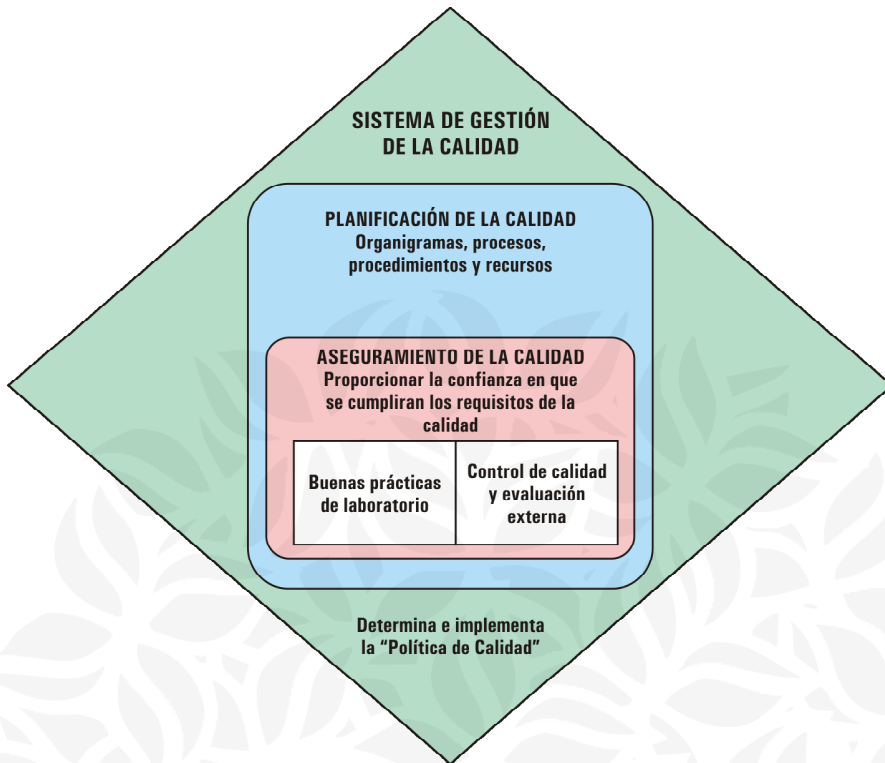 SISTEMA DE GESTIÓN
DE LA CALIDAD
PLANIFICACIÓN DE LA CALIDAD
Organigramas, procesos,
procedimientos y recursos
ASEGURAMIENTO DE LA CALIDAD
Proporcionar la confianza en que
se cumpliran los requisitos de la
calidad
Buenas prácticas
de laboratorio
Control de calidad
y evaluación
externa
Determina e implementa
la “Política de Calidad”